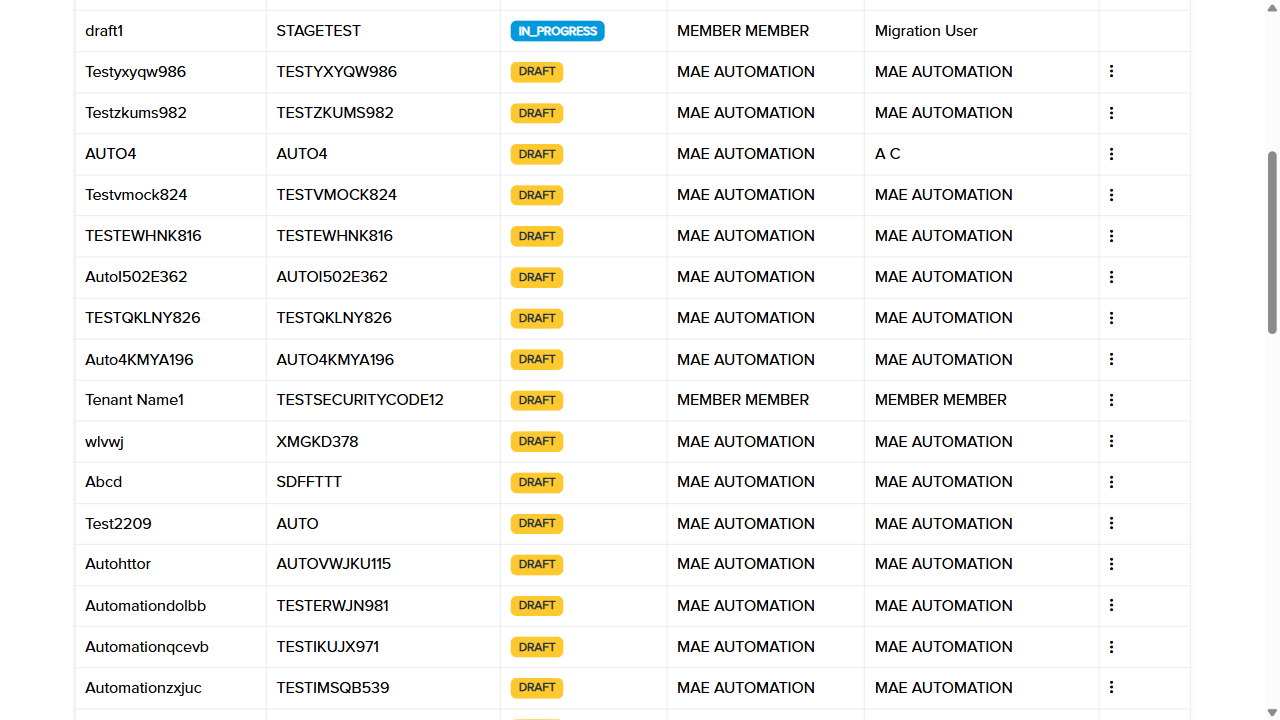 draft1 STAGETEST IN_PROGRESS MEMBER MEMBER Migration User
Testyxyqw986 TESTYXYQW986 DRAFT MAE AUTOMATION MAE AUTOMATION
Testzkums982 TESTZKUMS982 DRAFT MAE AUTOMATION MAE AUTOMATION
AUTO4 AUTO4 DRAFT MAE AUTOMATION A C
Testvmock824 TESTVMOCK824 DRAFT MAE AUTOMATION MAE AUTOMATION
TESTEWHNK816 TESTEWHNK816 DRAFT MAE AUTOMATION MAE AUTOMATION
AutoI502E362 AUTOI502E362 DRAFT MAE AUTOMATION MAE AUTOMATION
TESTQKLNY826 TESTQKLNY826 DRAFT MAE AUTOMATION MAE AUTOMATION
Auto4KMYA196 AUTO4KMYA196 DRAFT MAE AUTOMATION MAE AUTOMATION
Tenant Name1 TESTSECURITYCODE12 DRAFT MEMBER MEMBER MEMBER MEMBER
wlvwj XMGKD378 DRAFT MAE AUTOMATION MAE AUTOMATION
Abcd SDFFTTT DRAFT MAE AUTOMATION MAE AUTOMATION
Test2209 AUTO DRAFT MAE AUTOMATION MAE AUTOMATION
Autohttor AUTOVWJKU115 DRAFT MAE AUTOMATION MAE AUTOMATION
Automationdolbb TESTERWJN981 DRAFT MAE AUTOMATION MAE AUTOMATION
Automationqcevb TESTIKUJX971 DRAFT MAE AUTOMATION MAE AUTOMATION
Automationzxjuc TESTIMSQB539 DRAFT MAE AUTOMATION MAE AUTOMATION